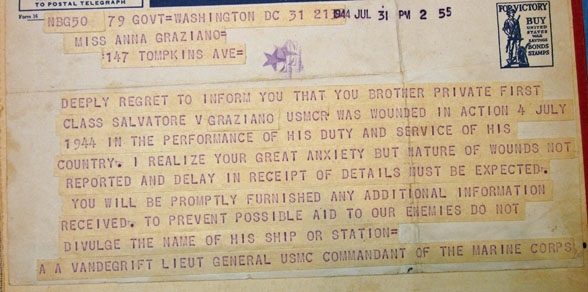 TO POSTAL TELEGRAPH
Form 16
NBG50 79 GOVT=WASHINGTON DC 31 1944 JUL 31 PM 2 55
MISS ANNA GRAZIANO=
147 TOMPKINS AVE=
FOR VICTORY
BUY
UNITED
STATES
WAR
SAVINGS
BONDS
STAMPS
DEEPLY REGRET TO INFORM YOU THAT YOU BROTHER PRIVATE FIRST
CLASS SALVATORE V GRAZIANO USMCR WAS WOUNDED IN ACTION 4 JULY
1944 IN THE PERFORMANCE OF HIS DUTY AND SERVICE OF HIS
COUNTRY. I REALIZE YOUR GREAT ANXIETY BUT NATURE OF WOUNDS NOT
REPORTED AND DELAY IN RECEIPT OF DETAILS MUST BE EXPECTED.
YOU WILL BE PROMPTLY FURNISHED ANY ADDITIONAL INFORMATION
RECEIVED. TO PREVENT POSSIBLE AID TO OUR ENEMIES DO NOT
DIVULGE THE NAME OF HIS SHIP OR STATION=
A A VANDEGRIFT LIEUT GENERAL USMC COMMANDANT OF THE MARINE CORPS